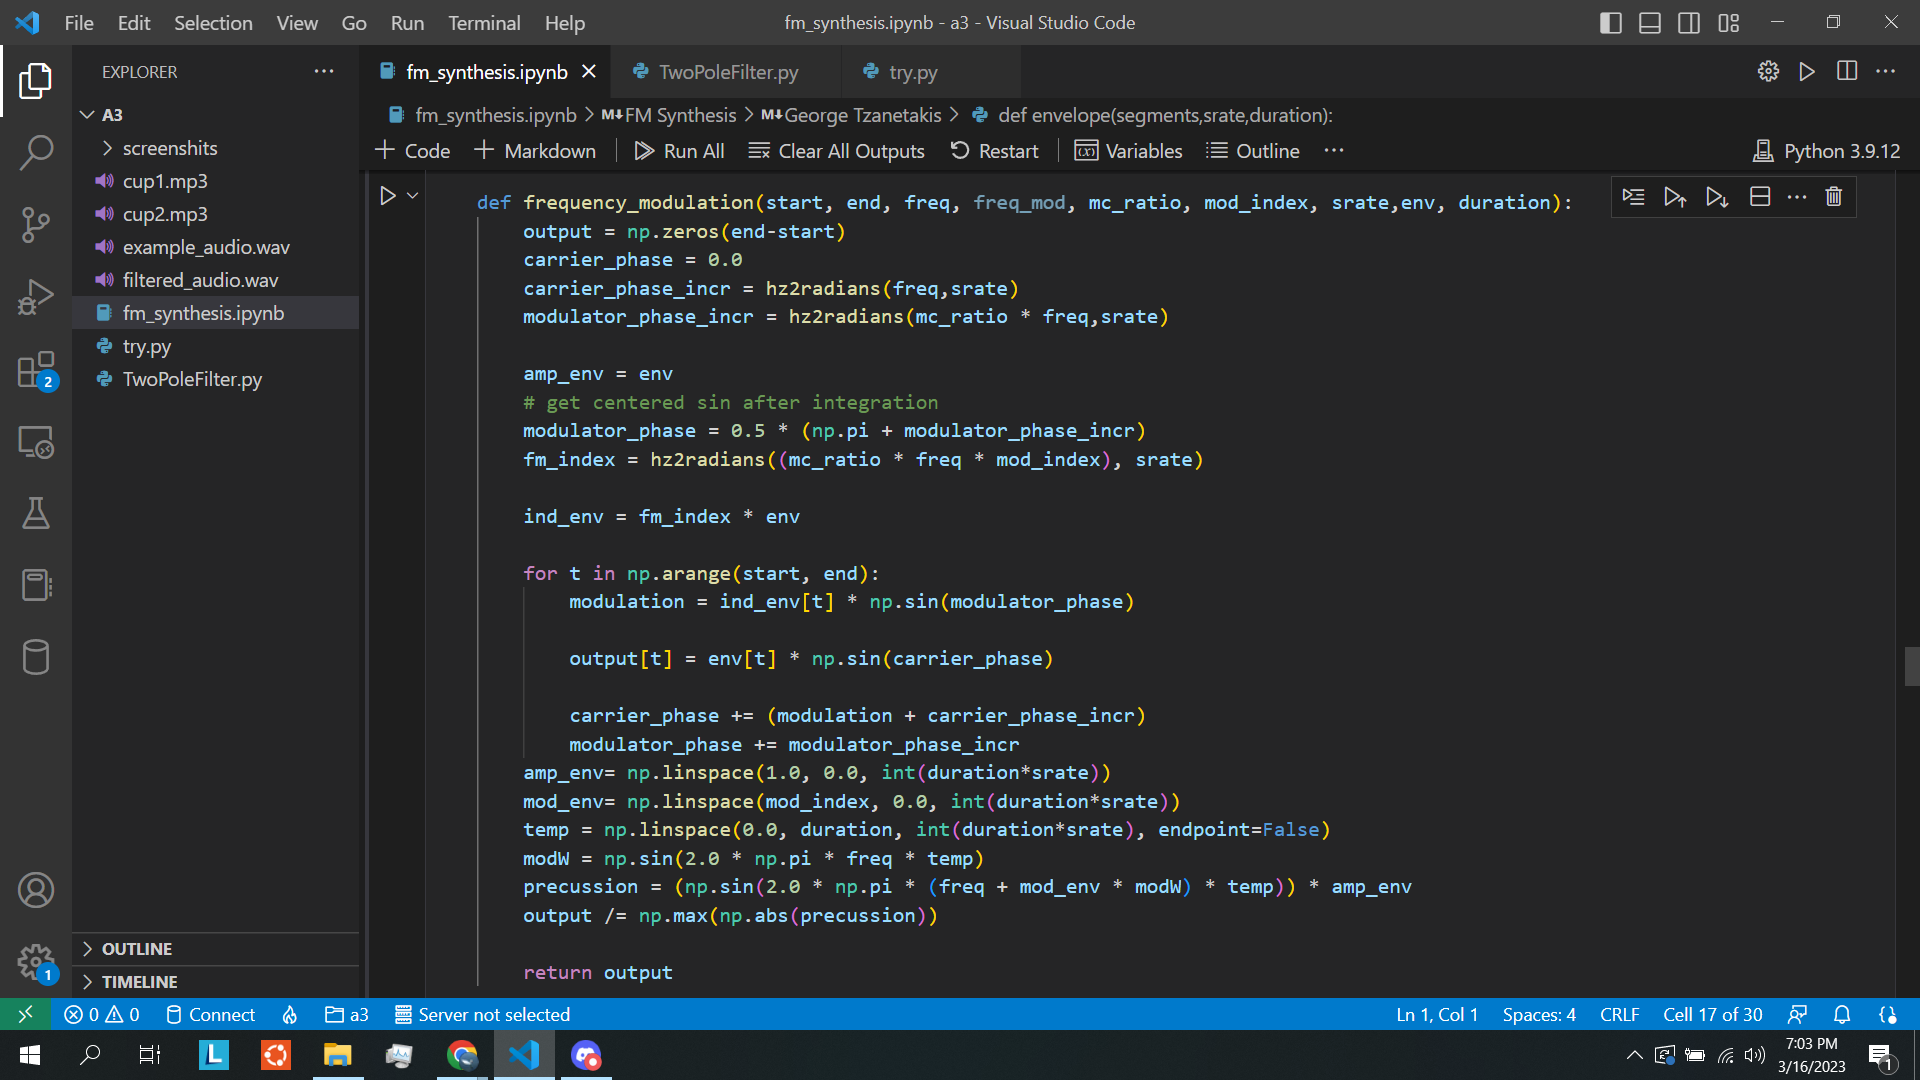 File Edit Selection View Go Run Terminal Help
fm_synthesis.ipynb - a3 - Visual Studio Code
EXPLORER
A3
screenshits
cup1.mp3
cup2.mp3
example_audio.wav
filtered_audio.wav
fm_synthesis.ipynb
try.py
TwoPoleFilter.py
OUTLINE
TIMELINE
2
1
fm_synthesis.ipynb TwoPoleFilter.py try.py
fm_synthesis.ipynb > M↓FM Synthesis > M↓George Tzanetakis > def envelope(segments,srate,duration):
+ Code + Markdown Run All Clear All Outputs Restart Variables Outline ··· Python 3.9.12
def frequency_modulation(start, end, freq, freq_mod, mc_ratio, mod_index, srate,env, duration):
output = np.zeros(end-start)
carrier_phase = 0.0
carrier_phase_incr = hz2radians(freq,srate)
modulator_phase_incr = hz2radians(mc_ratio * freq,srate)
amp_env = env
# get centered sin after integration
modulator_phase = 0.5 * (np.pi + modulator_phase_incr)
fm_index = hz2radians((mc_ratio * freq * mod_index), srate)
ind_env = fm_index * env
for t in np.arange(start, end):
modulation = ind_env[t] * np.sin(modulator_phase)
output[t] = env[t] * np.sin(carrier_phase)
carrier_phase += (modulation + carrier_phase_incr)
modulator_phase += modulator_phase_incr
amp_env= np.linspace(1.0, 0.0, int(duration*srate))
mod_env= np.linspace(mod_index, 0.0, int(duration*srate))
temp = np.linspace(0.0, duration, int(duration*srate), endpoint=False)
modW = np.sin(2.0 * np.pi * freq * temp)
precussion = (np.sin(2.0 * np.pi * (freq + mod_env * modW) * temp)) * amp_env
output /= np.max(np.abs(precussion))
return output
0 0 Connect a3 Server not selected Ln 1, Col 1 Spaces: 4 CRLF Cell 17 of 30
L
7:03 PM
3/16/2023
1